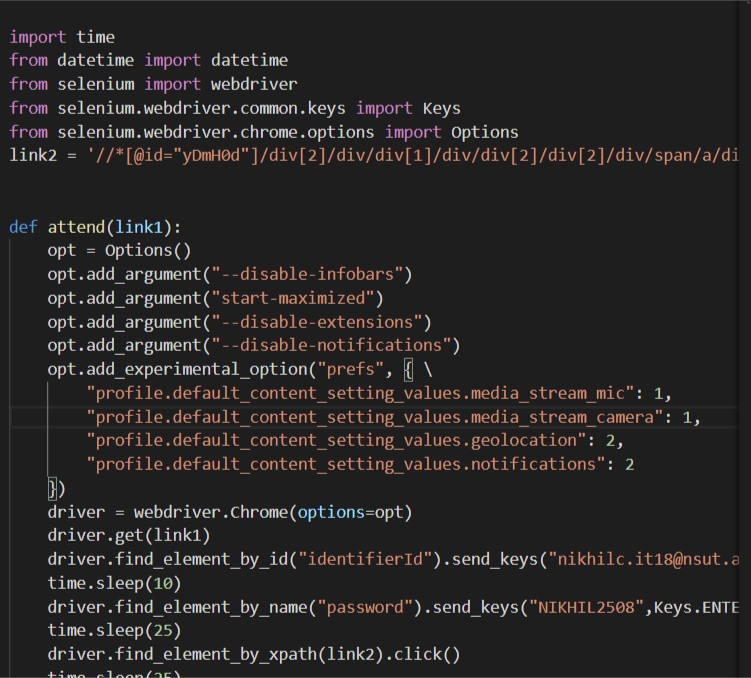 import time
from datetime import datetime
from selenium import webdriver
from selenium.webdriver.common.keys import Keys
from selenium.webdriver.chrome.options import Options
link2 = '//*[@id="yDmH0d"]/div[2]/div/div[1]/div/div[2]/div[2]/div/span/a/di
def attend(link1):
    opt = Options()
    opt.add_argument("--disable-infobars")
    opt.add_argument("start-maximized")
    opt.add_argument("--disable-extensions")
    opt.add_argument("--disable-notifications")
    opt.add_experimental_option("prefs", { \
        "profile.default_content_setting_values.media_stream_mic": 1,
        "profile.default_content_setting_values.media_stream_camera": 1,
        "profile.default_content_setting_values.geolocation": 2,
        "profile.default_content_setting_values.notifications": 2
    })
    driver = webdriver.Chrome(options=opt)
    driver.get(link1)
    driver.find_element_by_id("identifierId").send_keys("nikhilc.it18@nsut.a
    time.sleep(10)
    driver.find_element_by_name("password").send_keys("NIKHIL2508",Keys.ENTE
    time.sleep(25)
    driver.find_element_by_xpath(link2).click()
    time.sleep(25)